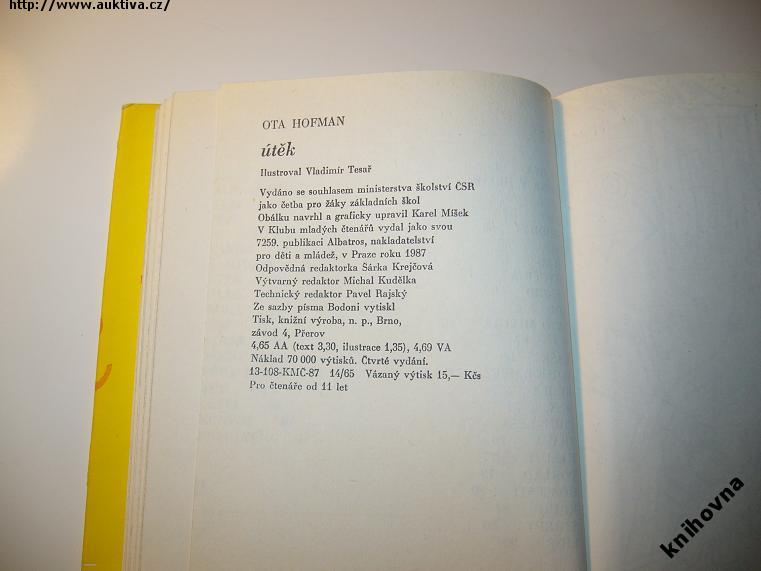 http://www.auktiva.cz/
OTA HOFMAN
útěk
Ilustroval Vladimír Tesař
Vydáno se souhlasem ministerstva školství ČSR
jako četba pro žáky základních škol
Obálku navrhl a graficky upravil Karel Míšek
V Klubu mladých čtenářů vydal jako svou
7259. publikaci Albatros, nakladatelství
pro děti a mládež, v Praze roku 1987
Odpovědná redaktorka Šárka Krejčová
Výtvarný redaktor Michal Kudělka
Technický redaktor Pavel Rajský
Ze sazby písma Bodoni vytiskl
Tisk, knižní výroba, n. p., Brno,
závod 4, Přerov
4,65 AA (text 3,30, ilustrace 1,35), 4,69 VA
Náklad 70 000 výtisků. Čtvrté vydání.
13-108-KMČ-87 14/65 Vázaný výtisk 15,— Kčs
Pro čtenáře od 11 let
knihovna